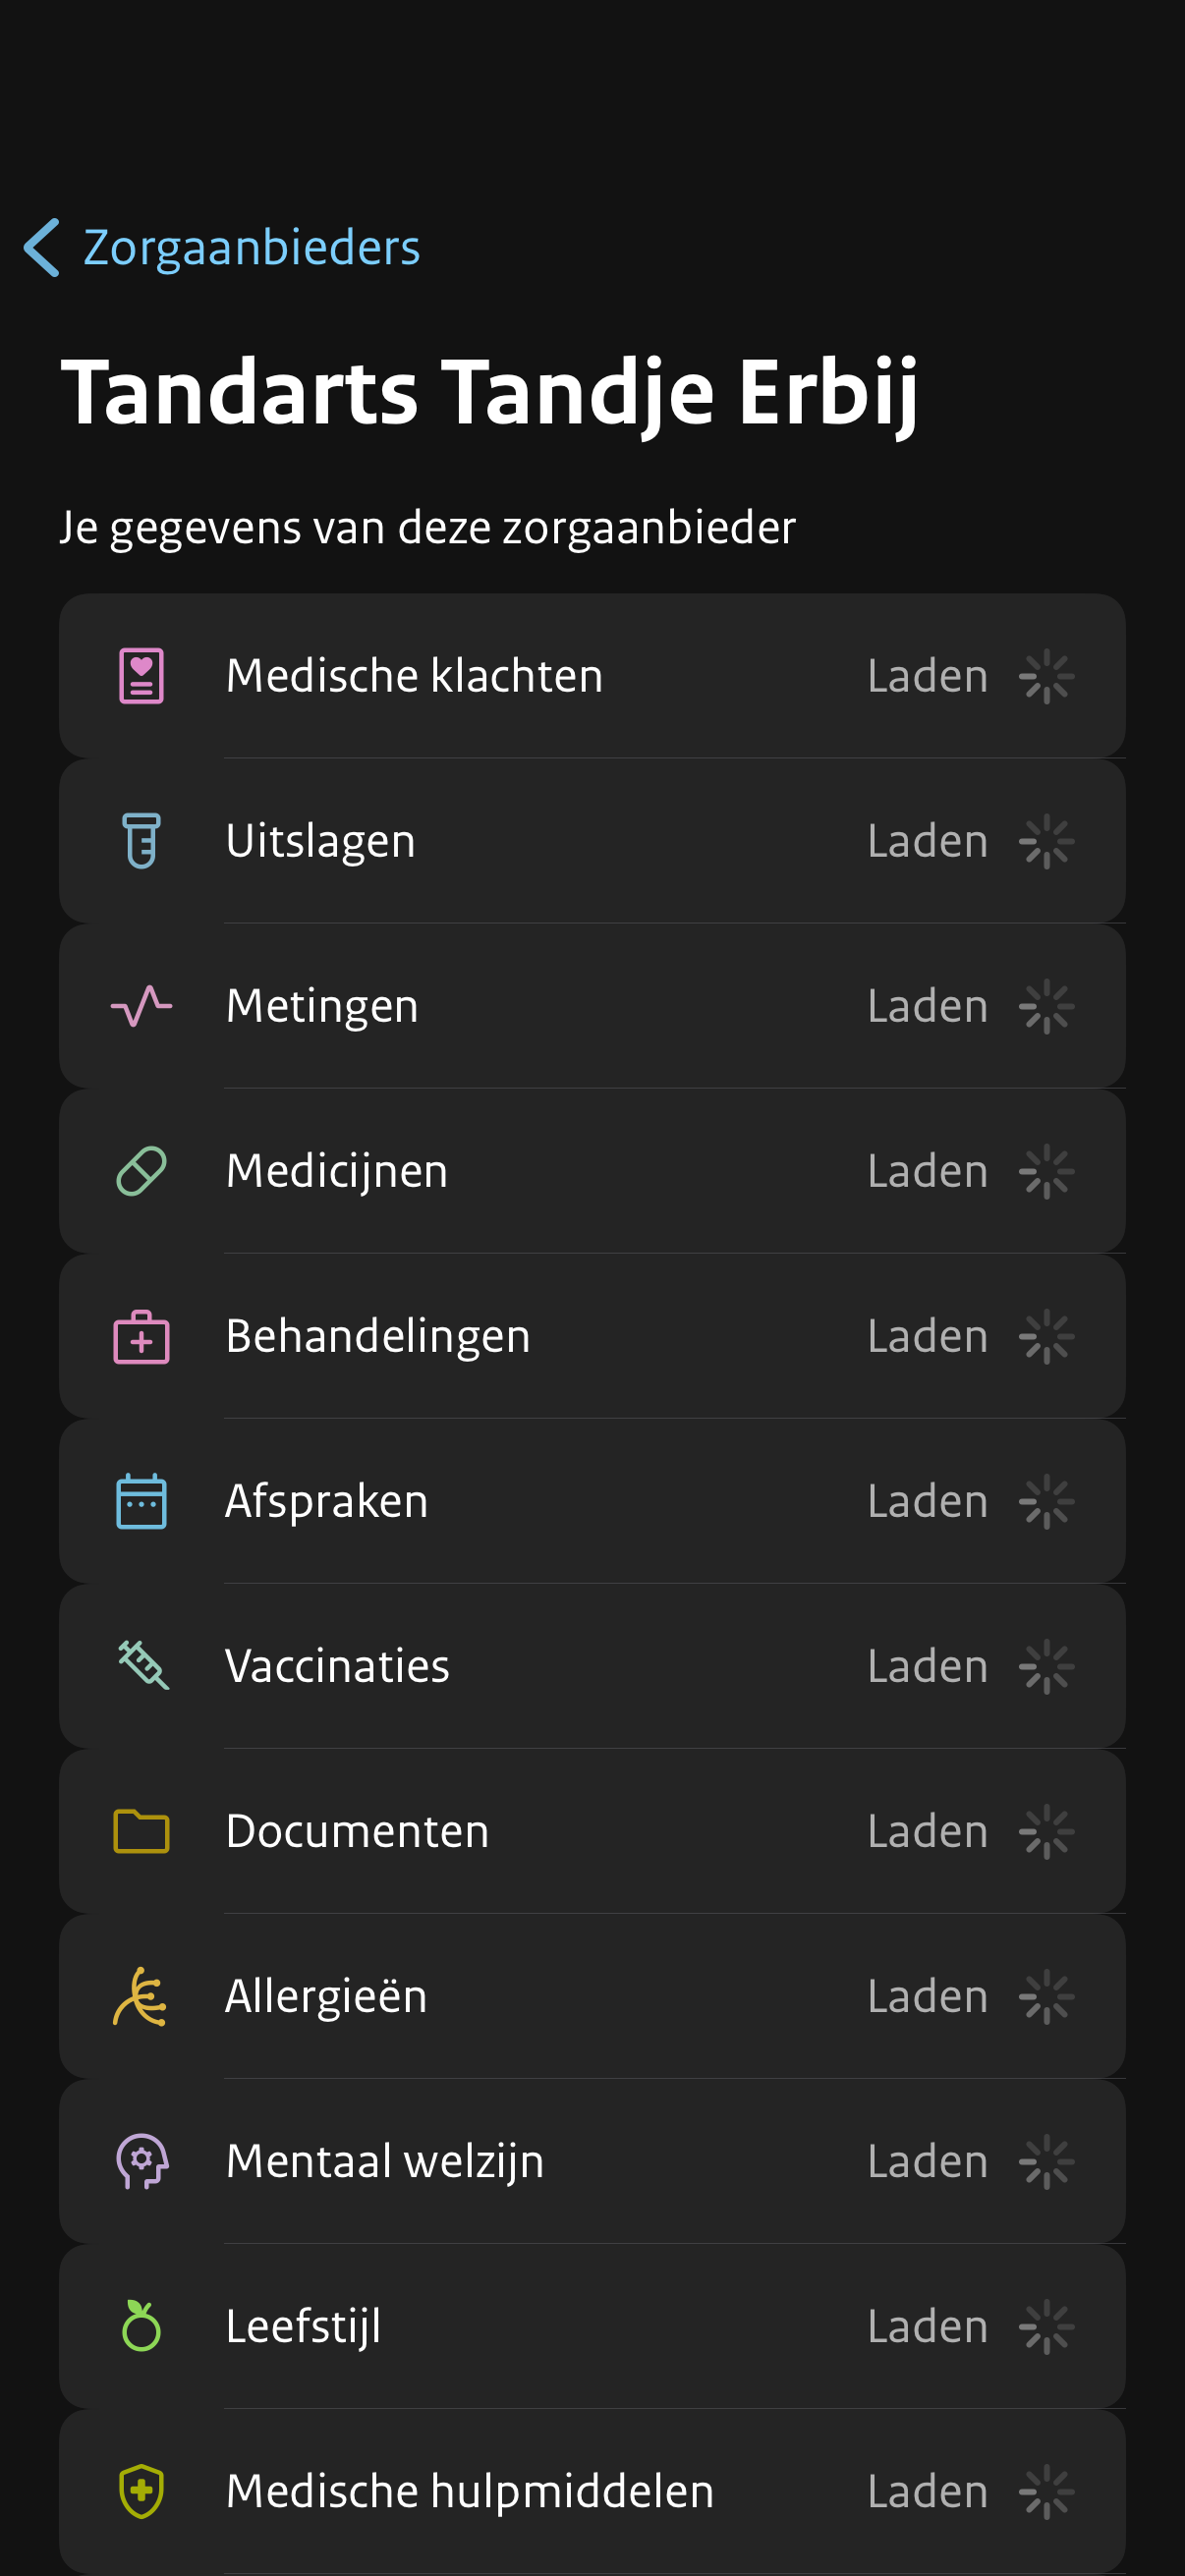 Zorgaanbieders
Tandarts Tandje Erbij
Je gegevens van deze zorgaanbieder
Medische klachten Laden
Uitslagen Laden
Metingen Laden
Medicijnen Laden
Behandelingen Laden
Afspraken Laden
Vaccinaties Laden
Documenten Laden
Allergieën Laden
Mentaal welzijn Laden
Leefstijl Laden
Medische hulpmiddelen Laden